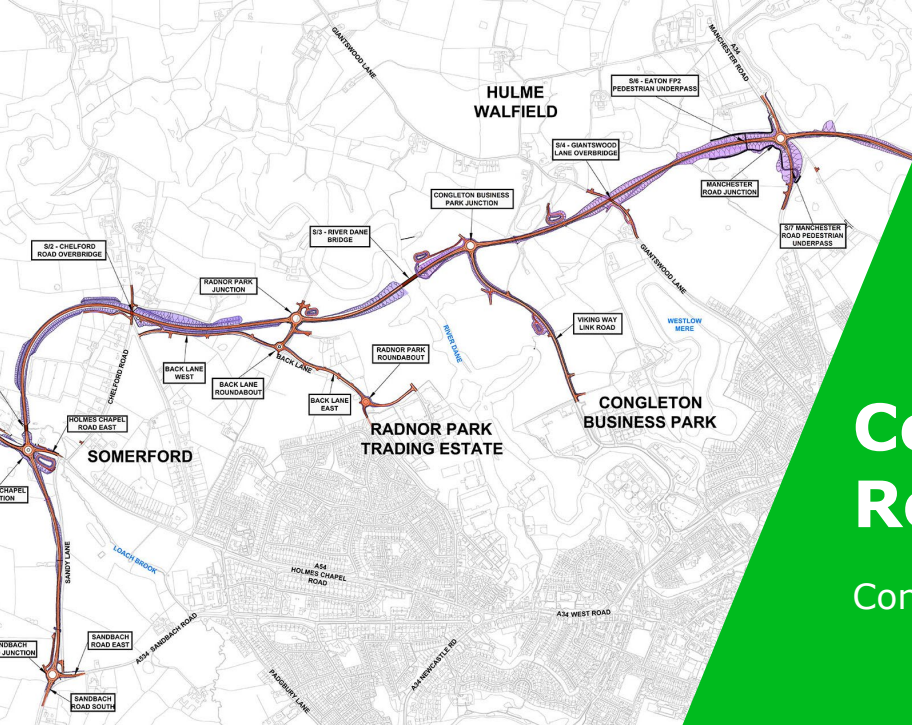 GIANTSWOOD LANE
A34
MANCHESTER ROAD
HULME
WALFIELD
S/6 - EATON FP2
PEDESTRIAN UNDERPASS
S/4 - GIANTSWOOD
LANE OVERBRIDGE
MANCHESTER
ROAD JUNCTION
CONGLETON BUSINESS
PARK JUNCTION
S/7 MANCHESTER
ROAD PEDESTRIAN
UNDERPASS
S/3 - RIVER DANE
BRIDGE
S/2 - CHELFORD
ROAD OVERBRIDGE
GIANTSWOOD LANE
RADNOR PARK
JUNCTION
WESTLOW
MERE
VIKING WAY
LINK ROAD
RIVER DANE
RADNOR PARK
ROUNDABOUT
BACK LANE
BACK LANE
WEST
CHELFORD ROAD
BACK LANE
ROUNDABOUT
BACK LANE
EAST
CONGLETON
BUSINESS PARK
HOLMES CHAPEL
ROAD EAST
RADNOR PARK
TRADING ESTATE
SOMERFORD
CHAPEL
TION
Co
Ro
Con
LOACH BROOK
SANDY LANE
A54
HOLMES CHAPEL
ROAD
A34 WEST ROAD
A534 SANDBACH ROAD
SANDBACH
ROAD EAST
NDBACH
JUNCTION
A34 NEWCASTLE RD
PADGBURY LANE
SANDBACH
ROAD SOUTH